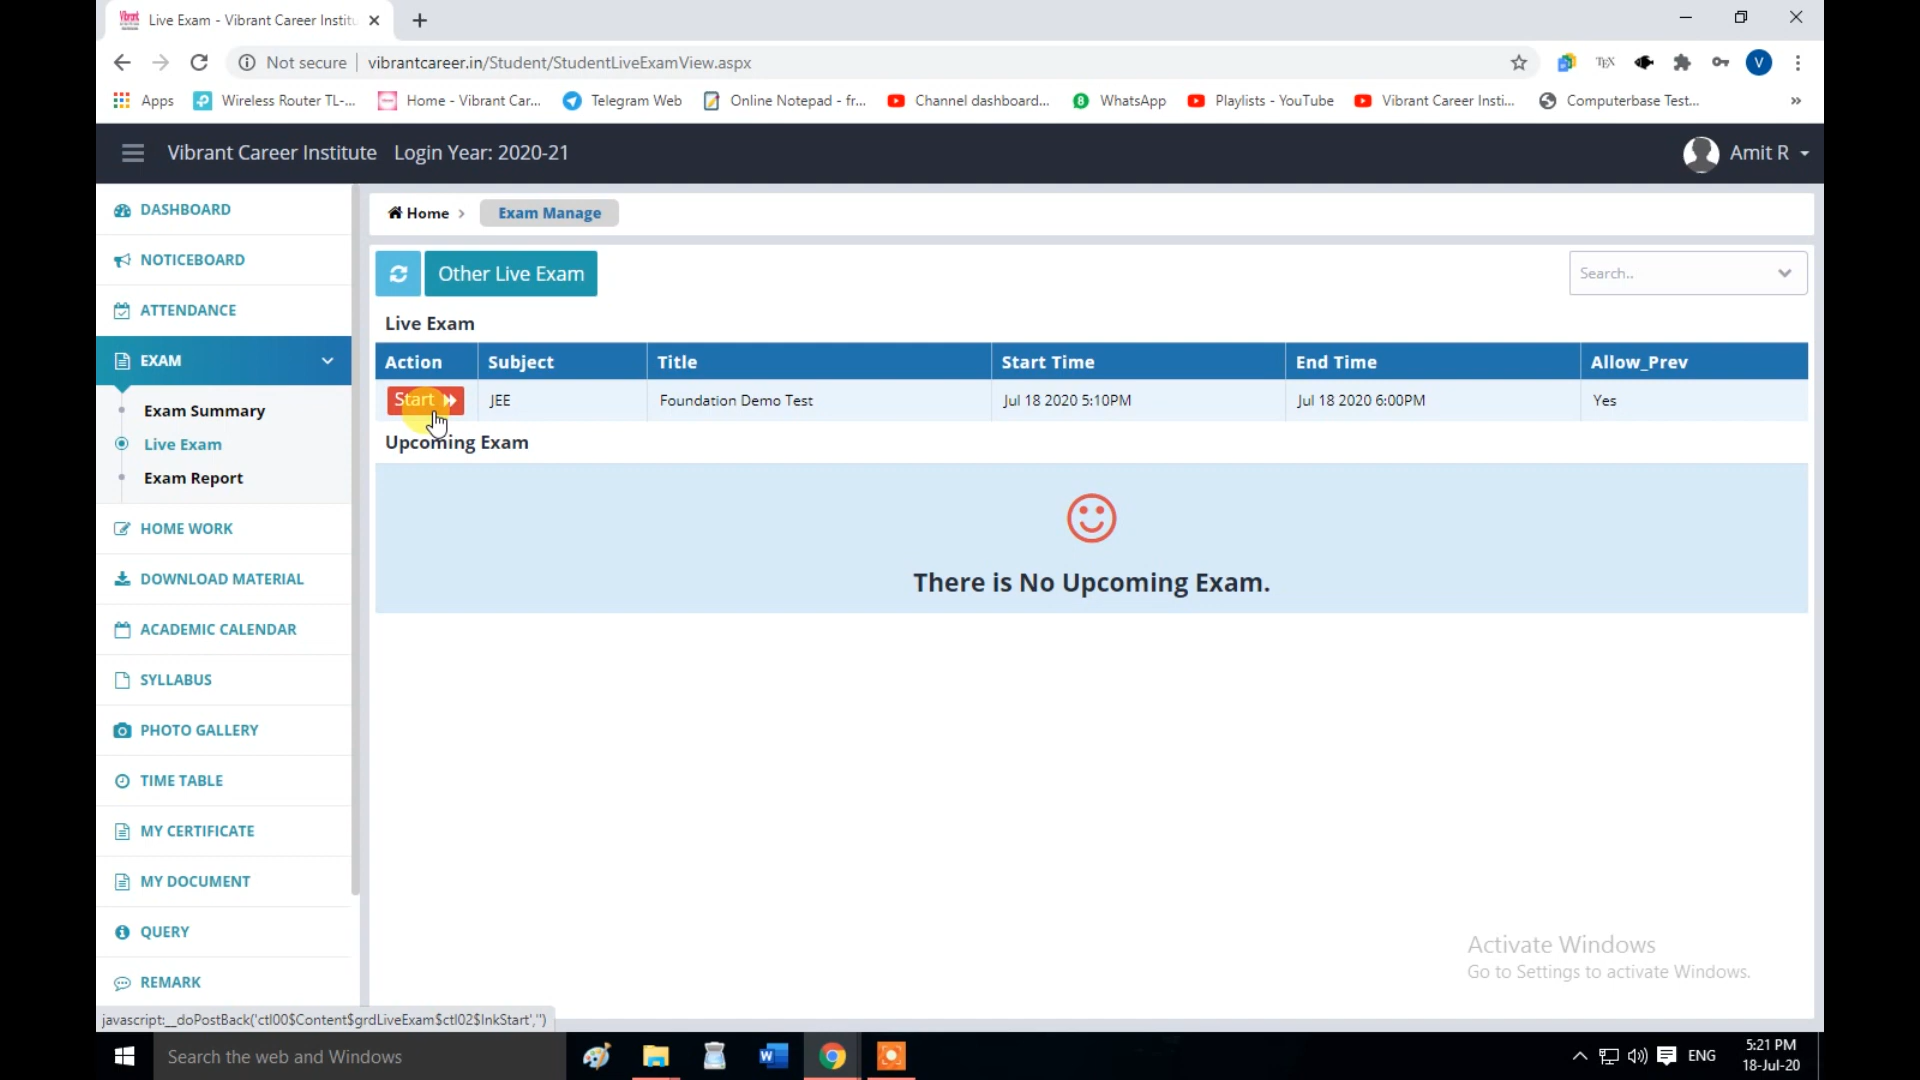 Live Exam - Vibrant Career Institu
Not secure | vibrantcareer.in/Student/StudentLiveExamView.aspx
TEX
V
Apps
Wireless Router TL-...
Home - Vibrant Car...
Telegram Web
Online Notepad - fr...
Channel dashboard...
8
WhatsApp
Playlists - YouTube
Vibrant Career Insti...
Computerbase Test...
»
Vibrant Career Institute Login Year: 2020-21
Amit R
DASHBOARD
NOTICEBOARD
ATTENDANCE
EXAM
Exam Summary
Live Exam
Exam Report
HOME WORK
DOWNLOAD MATERIAL
ACADEMIC CALENDAR
SYLLABUS
PHOTO GALLERY
TIME TABLE
MY CERTIFICATE
MY DOCUMENT
QUERY
REMARK
Home > Exam Manage
Other Live Exam
Search..
Live Exam
Action Subject Title Start Time End Time Allow_Prev
Start JEE Foundation Demo Test Jul 18 2020 5:10PM Jul 18 2020 6:00PM Yes
Upcoming Exam
There is No Upcoming Exam.
Activate Windows
Go to Settings to activate Windows.
javascript:__doPostBack('ctl00$Content$grdLiveExam$ctl02$lnkStart','')
Search the web and Windows
ENG
5:21 PM
18-Jul-20